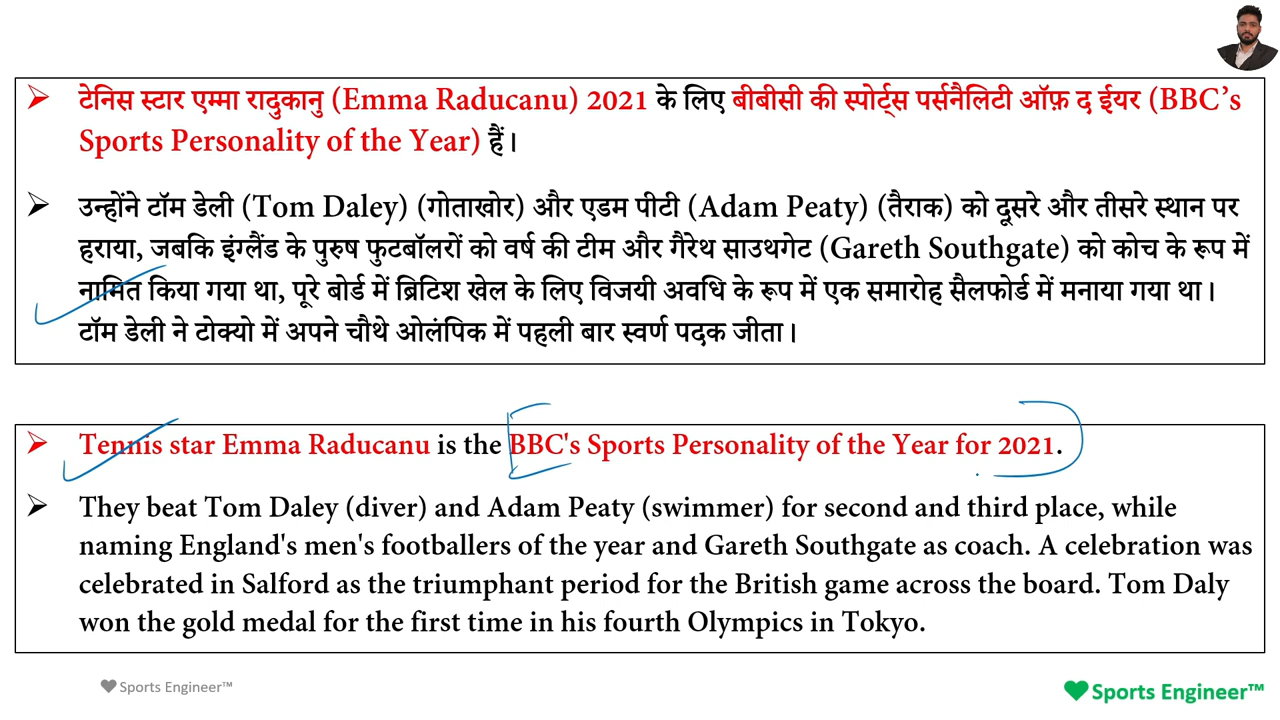 ➢ टेनिस स्टार एम्मा रादुकानु (Emma Raducanu) 2021 के लिए बीबीसी की स्पोर्ट्स पर्सनैलिटी ऑफ़ द ईयर (BBC’s
Sports Personality of the Year) हैं।
➢ उन्होंने टॉम डेली (Tom Daley) (गोताखोर) और एडम पीटी (Adam Peaty) (तैराक) को दूसरे और तीसरे स्थान पर
हराया, जबकि इंग्लैंड के पुरुष फुटबॉलरों को वर्ष की टीम और गैरेथ साउथगेट (Gareth Southgate) को कोच के रूप में
नामित किया गया था, पूरे बोर्ड में ब्रिटिश खेल के लिए विजयी अवधि के रूप में एक समारोह सैलफोर्ड में मनाया गया था।
टॉम डेली ने टोक्यो में अपने चौथे ओलंपिक में पहली बार स्वर्ण पदक जीता।
➢ Tennis star Emma Raducanu is the BBC's Sports Personality of the Year for 2021.
➢ They beat Tom Daley (diver) and Adam Peaty (swimmer) for second and third place, while
naming England's men's footballers of the year and Gareth Southgate as coach. A celebration was
celebrated in Salford as the triumphant period for the British game across the board. Tom Daly
won the gold medal for the first time in his fourth Olympics in Tokyo.
Sports Engineer™
Sports Engineer™